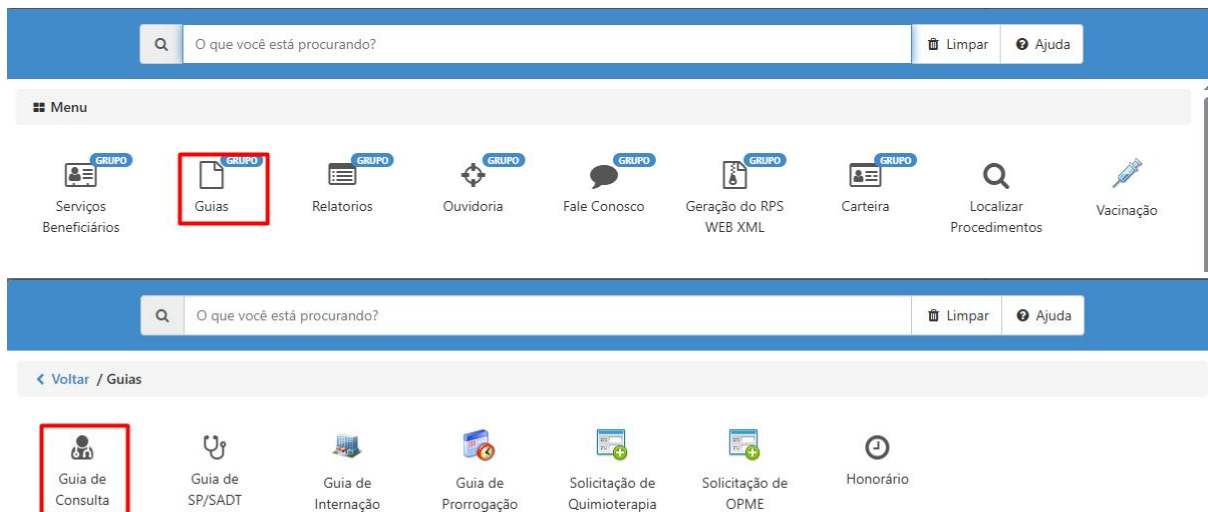 O que você está procurando?
Limpar
Ajuda
Menu
GRUPO GRUPO GRUPO GRUPO GRUPO GRUPO GRUPO
Serviços Guias Relatorios Ouvidoria Fale Conosco Geração do RPS Carteira Localizar Vacinação
Beneficiários WEB XML Procedimentos
O que você está procurando?
Limpar
Ajuda
Voltar / Guias
Guia de Guia de Guia de Guia de Solicitação de Solicitação de Honorário
Consulta SP/SADT Internação Prorrogação Quimioterapia OPME